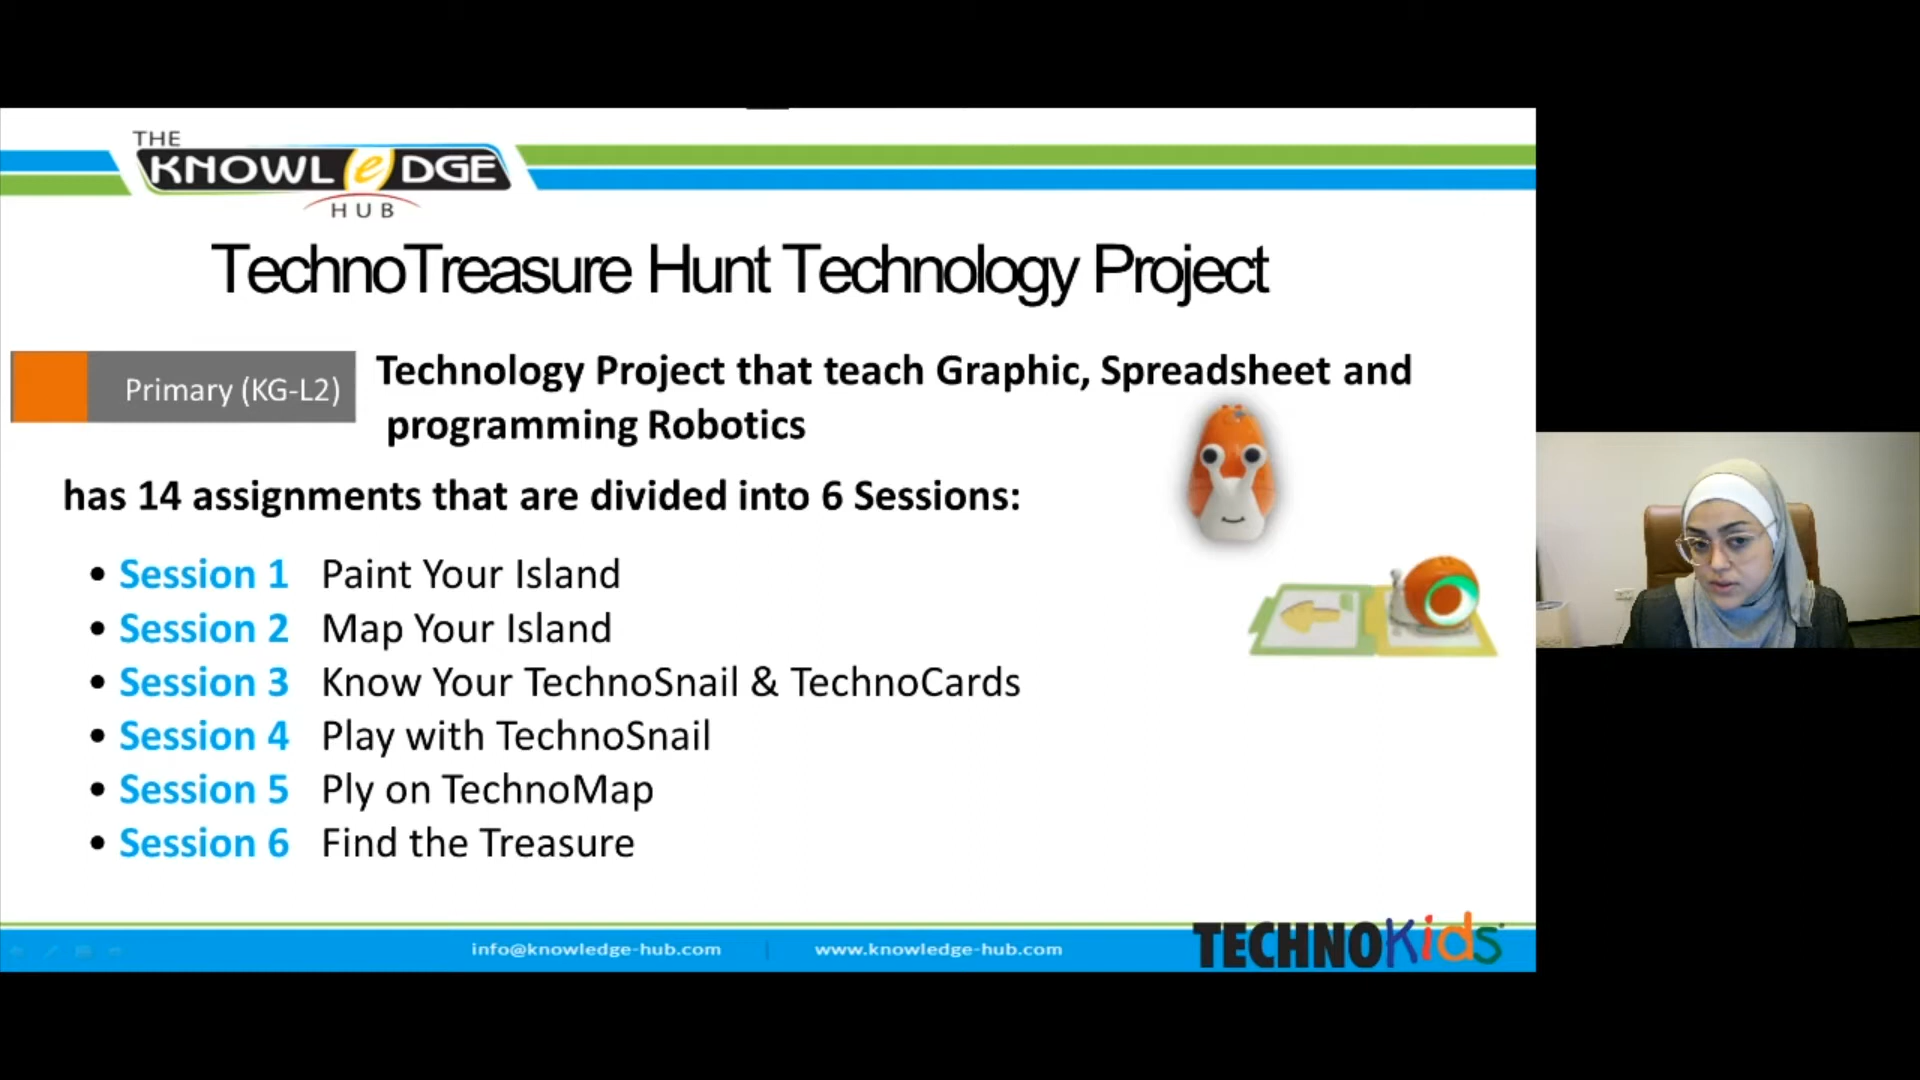 THE
KNOWLeDGE
HUB
TechnoTreasure Hunt Technology Project
Primary (KG-L2)
Technology Project that teach Graphic, Spreadsheet and
programming Robotics
has 14 assignments that are divided into 6 Sessions:
• Session 1 Paint Your Island
• Session 2 Map Your Island
• Session 3 Know Your TechnoSnail & TechnoCards
• Session 4 Play with TechnoSnail
• Session 5 Ply on TechnoMap
• Session 6 Find the Treasure
info@knowledge-hub.com | www.knowledge-hub.com
TECHNOKids